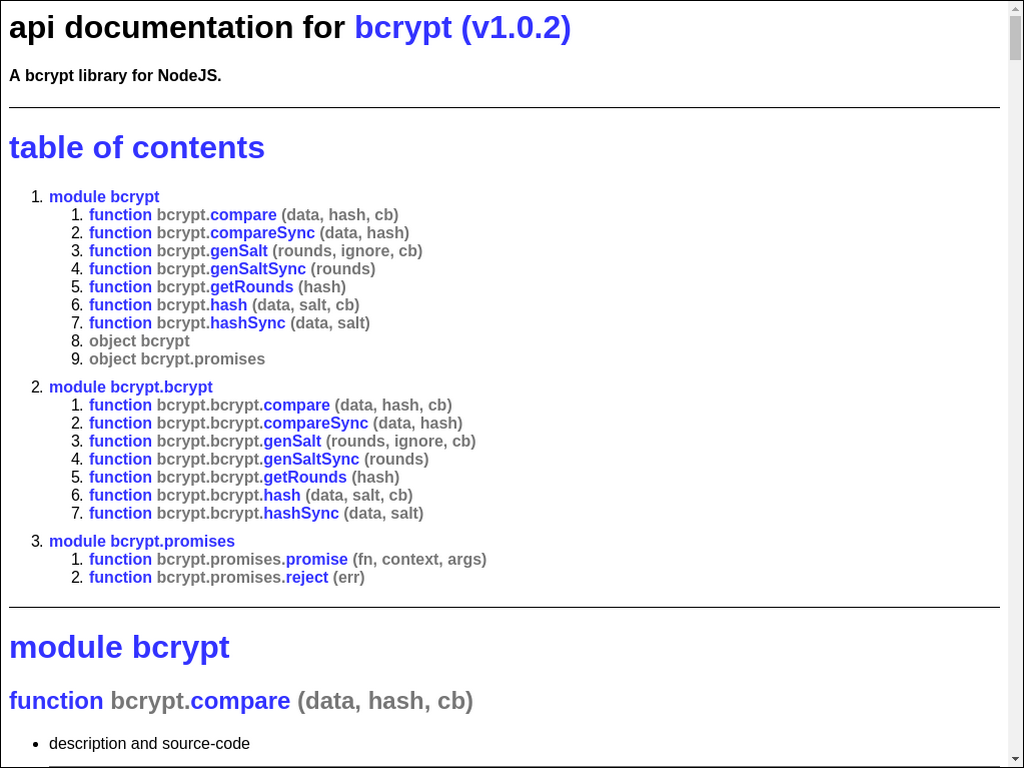 api documentation for bcrypt (v1.0.2)
A bcrypt library for NodeJS.
table of contents
1. module bcrypt
1. function bcrypt.compare (data, hash, cb)
2. function bcrypt.compareSync (data, hash)
3. function bcrypt.genSalt (rounds, ignore, cb)
4. function bcrypt.genSaltSync (rounds)
5. function bcrypt.getRounds (hash)
6. function bcrypt.hash (data, salt, cb)
7. function bcrypt.hashSync (data, salt)
8. object bcrypt
9. object bcrypt.promises
2. module bcrypt.bcrypt
1. function bcrypt.bcrypt.compare (data, hash, cb)
2. function bcrypt.bcrypt.compareSync (data, hash)
3. function bcrypt.bcrypt.genSalt (rounds, ignore, cb)
4. function bcrypt.bcrypt.genSaltSync (rounds)
5. function bcrypt.bcrypt.getRounds (hash)
6. function bcrypt.bcrypt.hash (data, salt, cb)
7. function bcrypt.bcrypt.hashSync (data, salt)
3. module bcrypt.promises
1. function bcrypt.promises.promise (fn, context, args)
2. function bcrypt.promises.reject (err)
module bcrypt
function bcrypt.compare (data, hash, cb)
• description and source-code